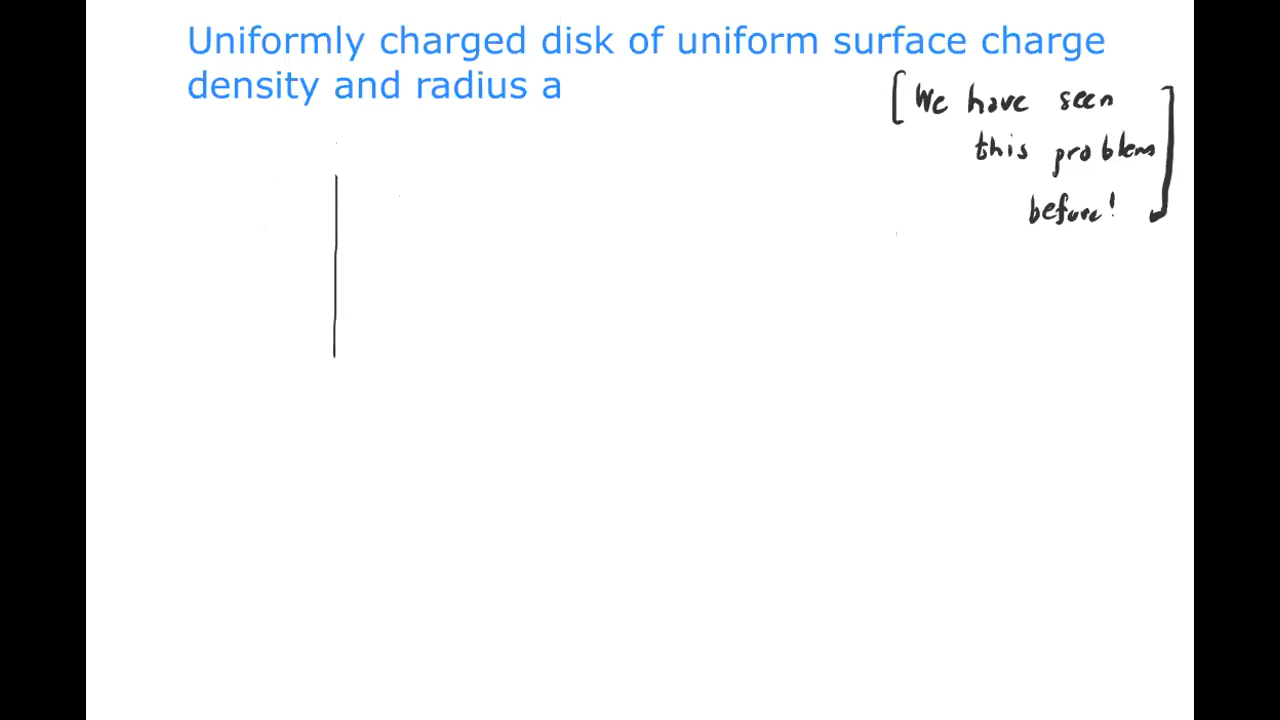 Uniformly charged disk of uniform surface charge
density and radius a
[We have seen
this problem
before!]